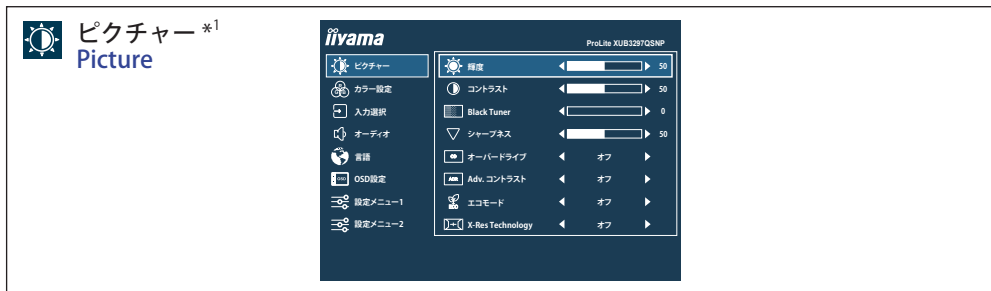 ピクチャー *1
Picture
iiyama
ProLite XUB3297QSNP
ピクチャー
カラー設定
入力選択
オーディオ
言語
OSD OSD設定
設定メニュー1
設定メニュー2
輝度 50
コントラスト 50
Black Tuner 0
シャープネス 50
オーバードライブ オフ
ACR Adv. コントラスト オフ
ECO エコモード オフ
X-Res Technology オフ